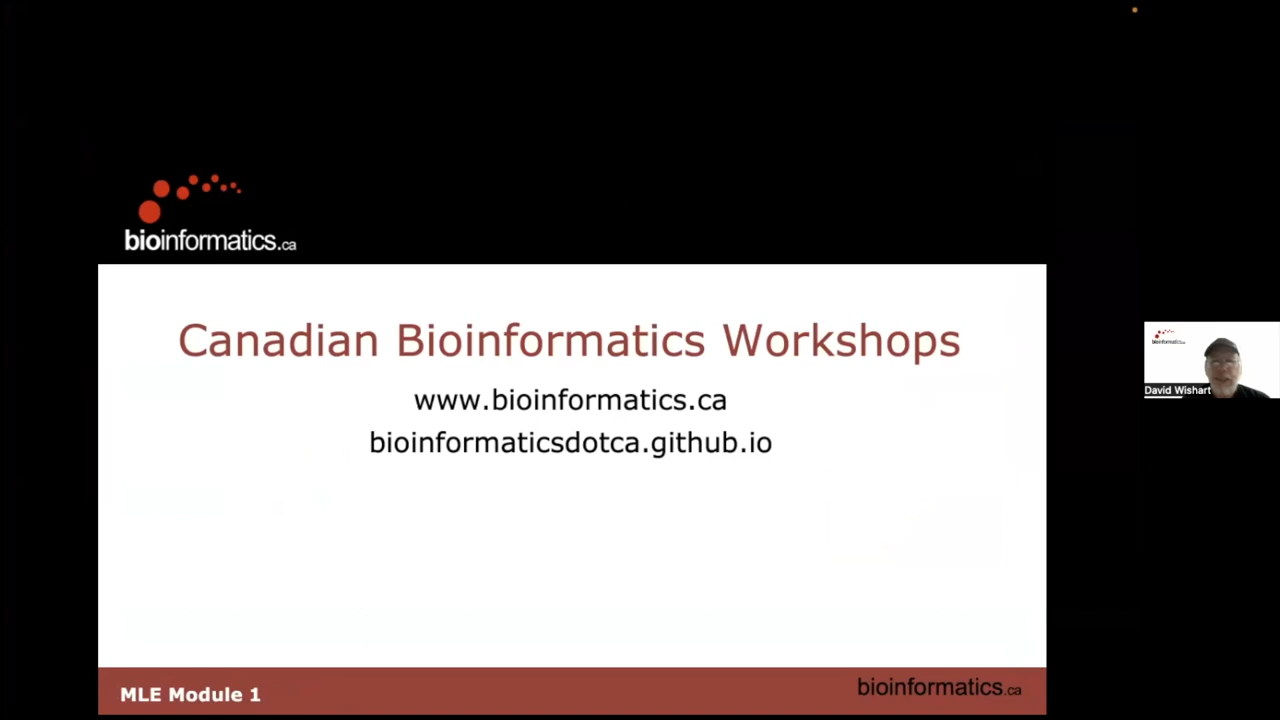 bioinformatics.ca
Canadian Bioinformatics Workshops
www.bioinformatics.ca
bioinformaticsdotca.github.io
David Wishart
MLE Module 1
bioinformatics.ca